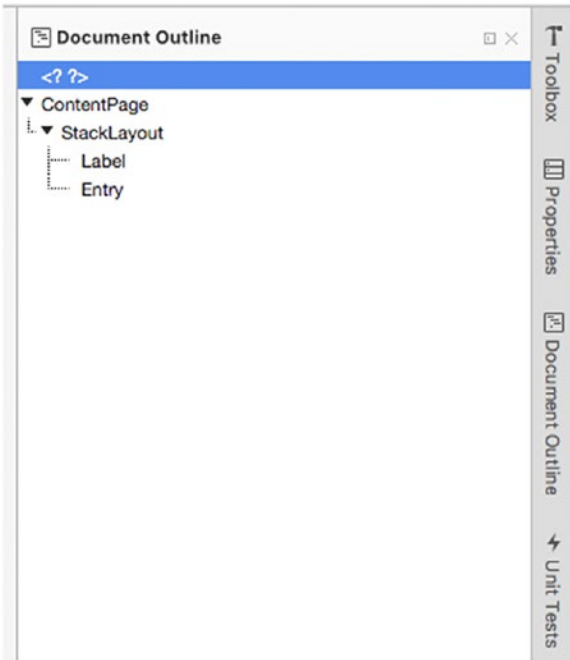 Document Outline
<? ?>
ContentPage
StackLayout
Label
Entry
Toolbox
Properties
Document Outline
Unit Tests